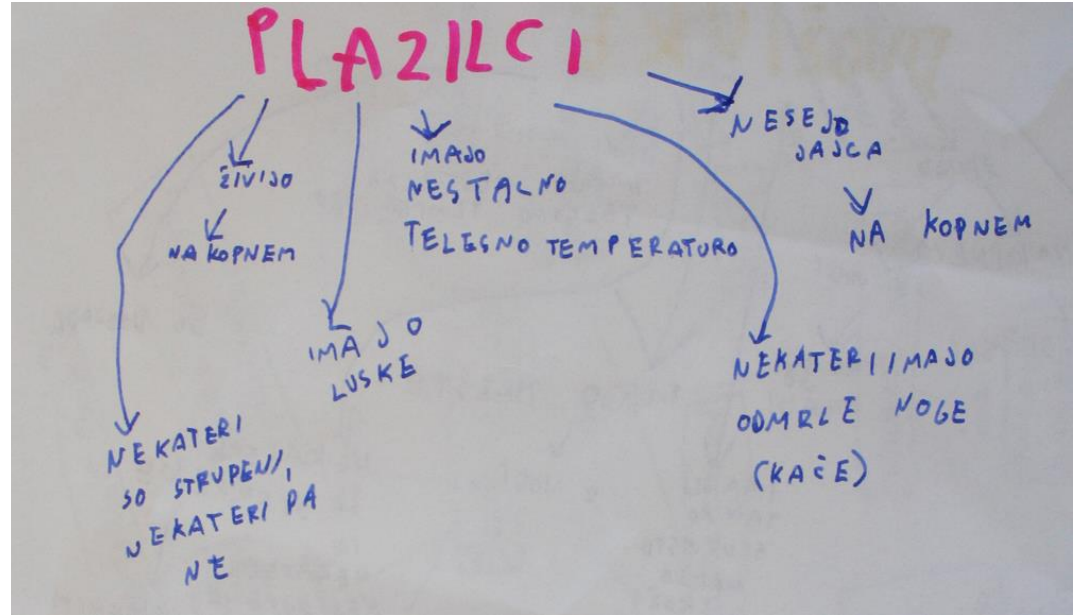 PLAZILCI
ŽIVIJO
NA KOPNEM
IMAJO
NESTALNO
TELESNO TEMPERATURO
NESEJO
JAJCA
NA KOPNEM
IMAJO
LUSKE
NEKATERI IMAJO
ODMRLE NOGE
(KAČE)
NEKATERI
SO STRUPENI,
NEKATERI PA
NE